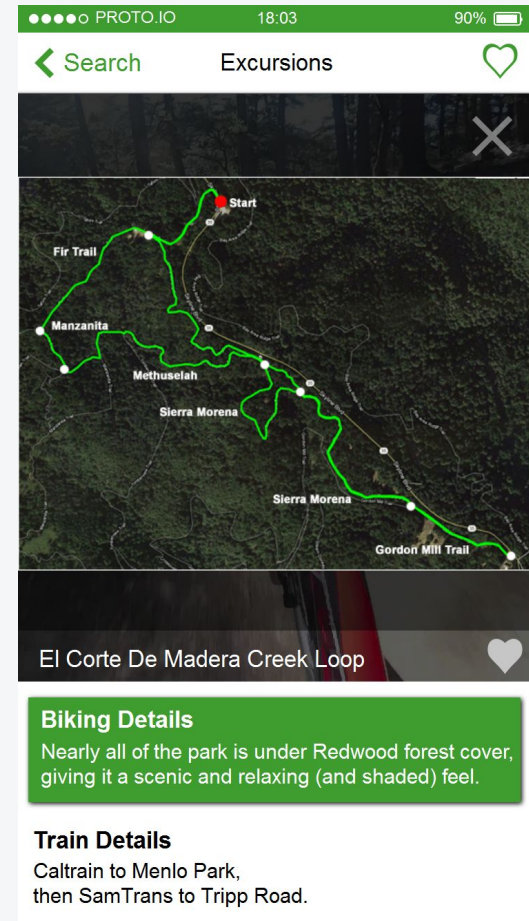 PROTO.IO 18:03 90%
Search Excursions
Start
Fir Trail
Manzanita
Methuselah
Sierra Morena
Sierra Morena
Gordon Mill Trail
El Corte De Madera Creek Loop
Biking Details
Nearly all of the park is under Redwood forest cover,
giving it a scenic and relaxing (and shaded) feel.
Train Details
Caltrain to Menlo Park,
then SamTrans to Tripp Road.